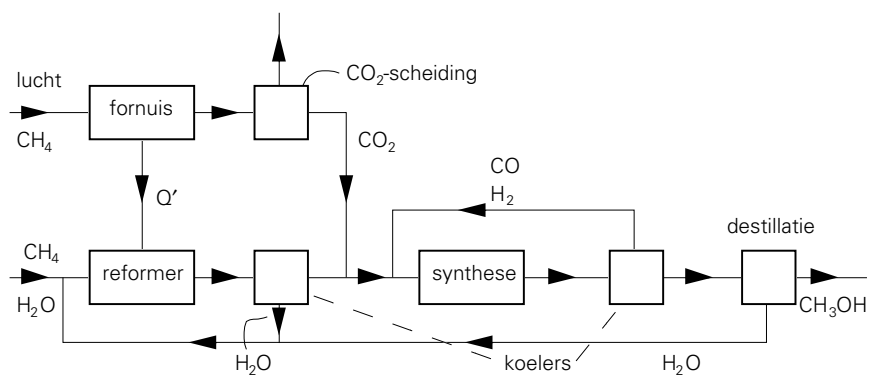 lucht
CH₄
fornuis
CO₂-scheiding
CO₂
Q′
CO
H₂
destillatie
CH₄
H₂O
reformer
synthese
CH₃OH
H₂O
koelers
H₂O